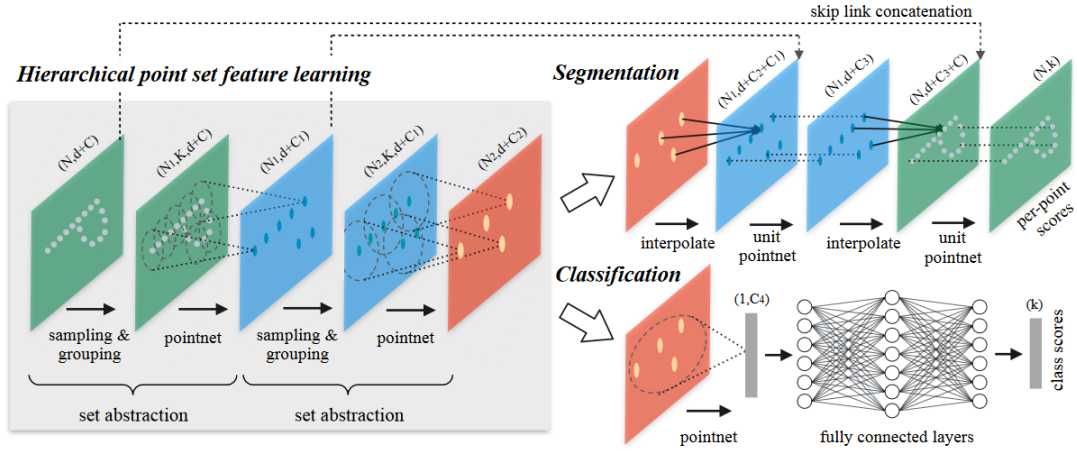 skip link concatenation
Hierarchical point set feature learning
(N,d+C)
(N1,K,d+C)
(N1,d+C1)
(N2,K,d+C1)
(N2,d+C2)
sampling &
grouping
pointnet
sampling &
grouping
pointnet
set abstraction
set abstraction
Segmentation
(N1,d+C2+C1)
(N1,d+C3)
(N,d+C3+C)
(N,k)
interpolate
unit
pointnet
interpolate
unit
pointnet
per-point
scores
Classification
(1,C4)
(k)
class scores
pointnet
fully connected layers